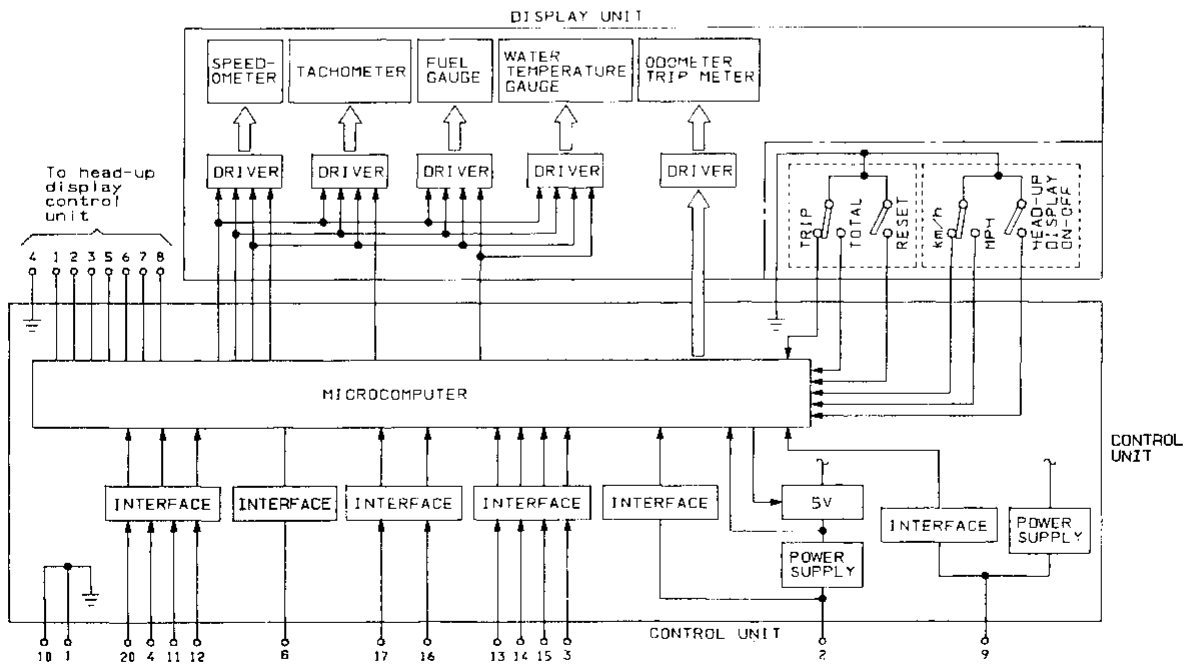 DISPLAY UNIT
SPEED-
OMETER
TACHOMETER
FUEL
GAUGE
WATER
TEMPERATURE
GAUGE
ODOMETER
TRIP METER
DRIVER
DRIVER
DRIVER
DRIVER
DRIVER
To head-up
display
control
unit
TRIP
TOTAL
RESET
km/h
MPH
HEAD-UP
DISPLAY
ON-OFF
4 1 2 3 5 6 7 8
MICROCOMPUTER
CONTROL
UNIT
INTERFACE
INTERFACE
INTERFACE
INTERFACE
INTERFACE
5V
INTERFACE
POWER
SUPPLY
POWER
SUPPLY
CONTROL UNIT
10 1 20 4 11 12 6 17 16 13 14 15 3 2 9